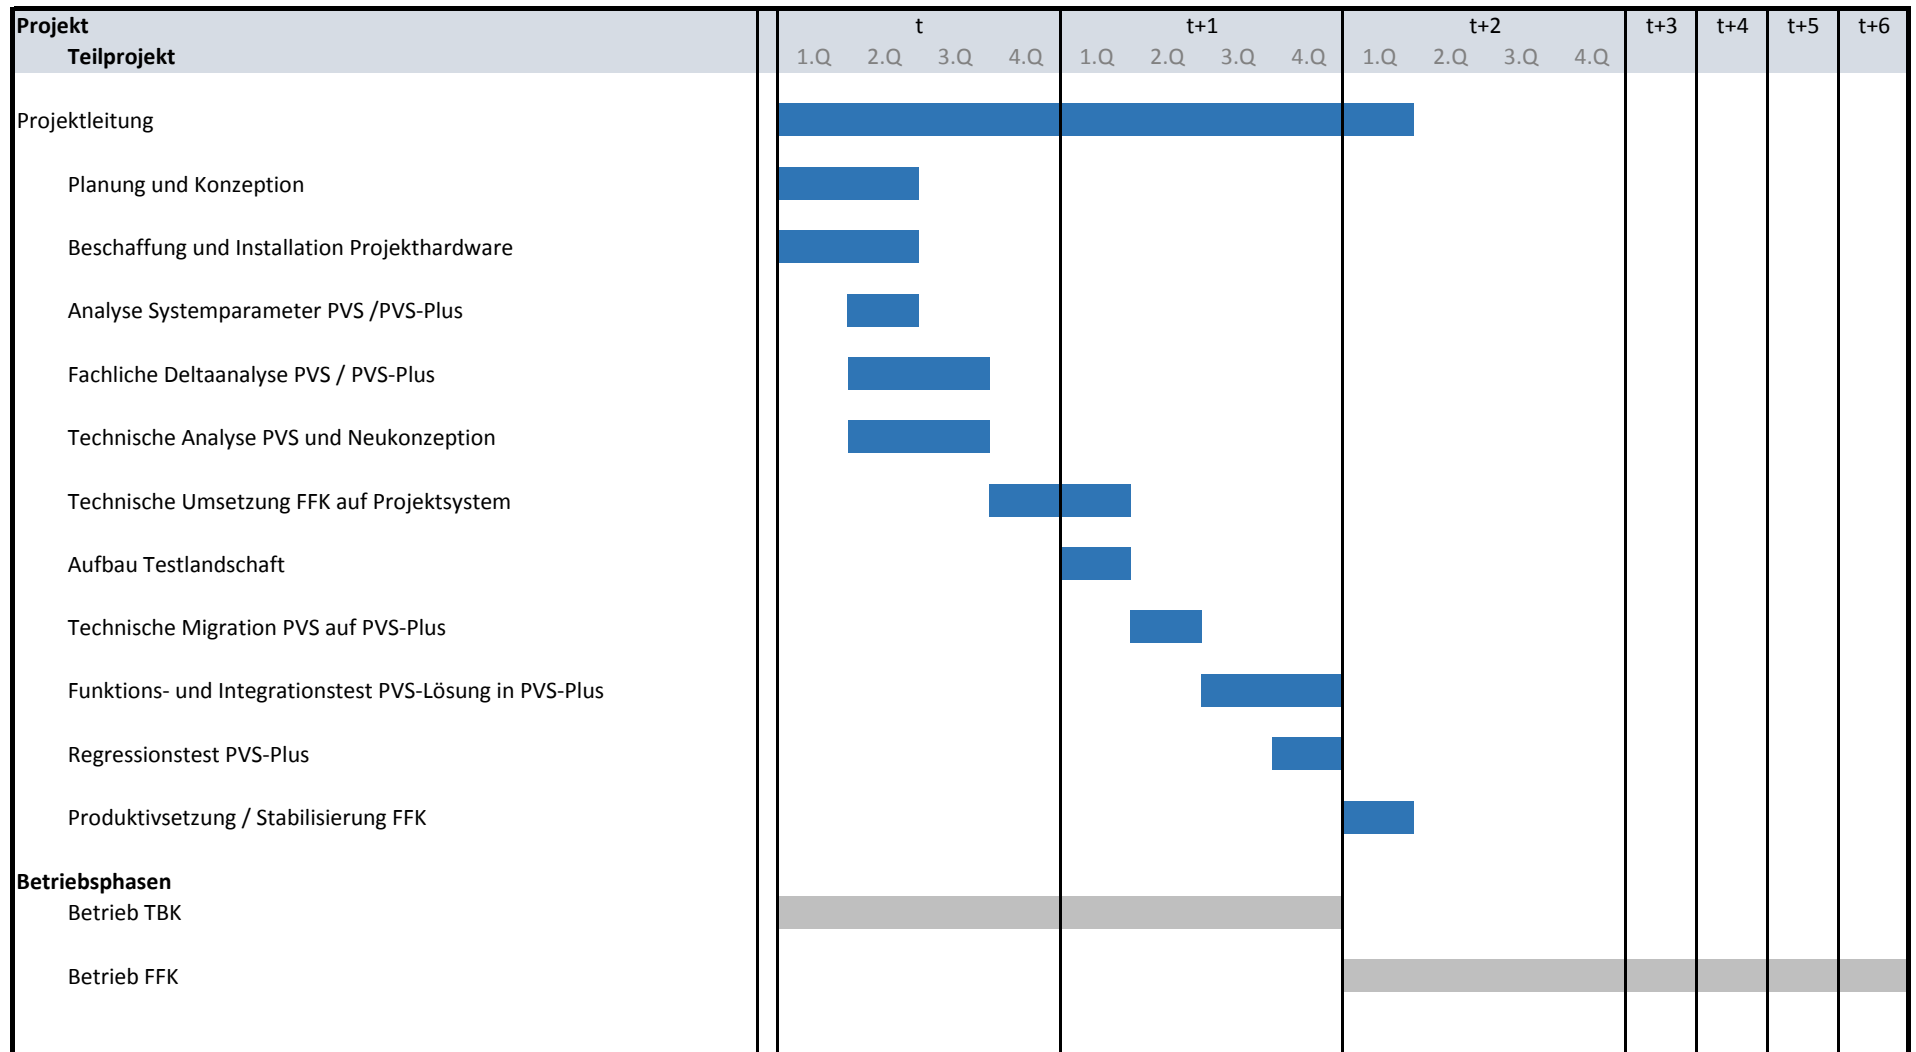 Projekt t t+1 t+2 t+3 t+4 t+5 t+6
Teilprojekt 1.Q 2.Q 3.Q 4.Q 1.Q 2.Q 3.Q 4.Q 1.Q 2.Q 3.Q 4.Q
Projektleitung
Planung und Konzeption
Beschaffung und Installation Projekthardware
Analyse Systemparameter PVS /PVS-Plus
Fachliche Deltaanalyse PVS / PVS-Plus
Technische Analyse PVS und Neukonzeption
Technische Umsetzung FFK auf Projektsystem
Aufbau Testlandschaft
Technische Migration PVS auf PVS-Plus
Funktions- und Integrationstest PVS-Lösung in PVS-Plus
Regressionstest PVS-Plus
Produktivsetzung / Stabilisierung FFK
Betriebsphasen
Betrieb TBK
Betrieb FFK